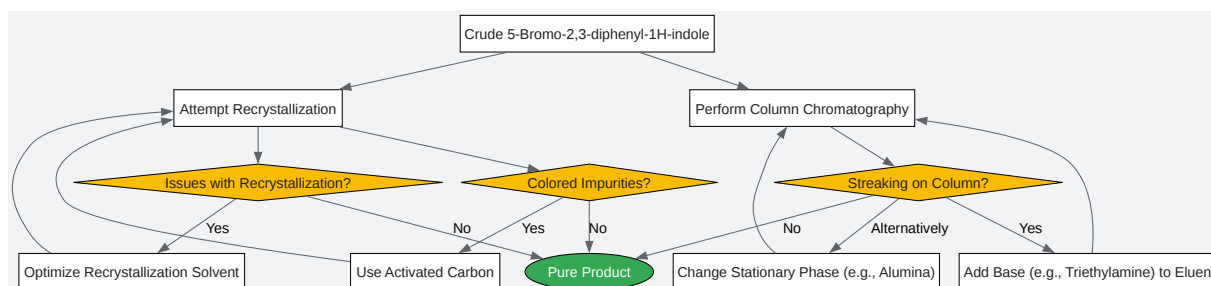 Crude 5-Bromo-2,3-diphenyl-1H-indole
Attempt Recrystallization
Perform Column Chromatography
Issues with Recrystallization?
Colored Impurities?
Streaking on Column?
Yes
No
Yes
No
No
Alternatively
Yes
Optimize Recrystallization Solvent
Use Activated Carbon
Pure Product
Change Stationary Phase (e.g., Alumina)
Add Base (e.g., Triethylamine) to Eluen